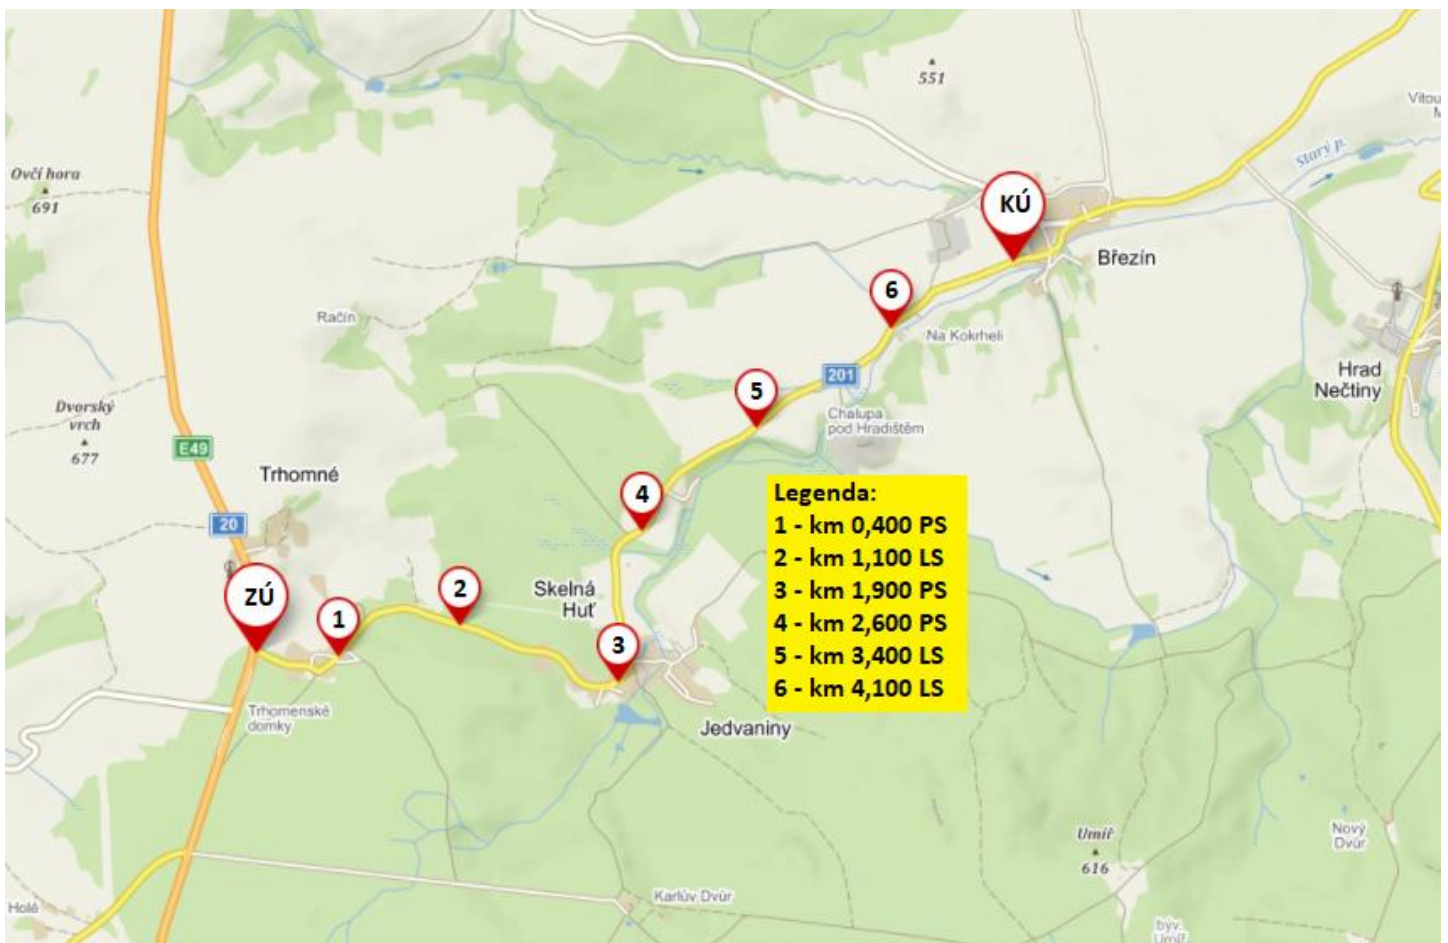 551
Vítou
M
Starý p.
Ovčí hora
691
KÚ
Březín
6
Račín
Na Kokrheli
Hrad
Nečtiny
201
5
Dvorský
vrch
677
E49
Chalupa
pod Hradištěm
Trhomné
4
Legenda:
1 - km 0,400 PS
2 - km 1,100 LS
3 - km 1,900 PS
4 - km 2,600 PS
5 - km 3,400 LS
6 - km 4,100 LS
20
Skelná
Huť
2
ZÚ
1
3
Trhomenské
domky
Jedvaniny
Umíř
616
Nový
Dvůr
Karlův Dvůr
Holé
býv.
Umíř